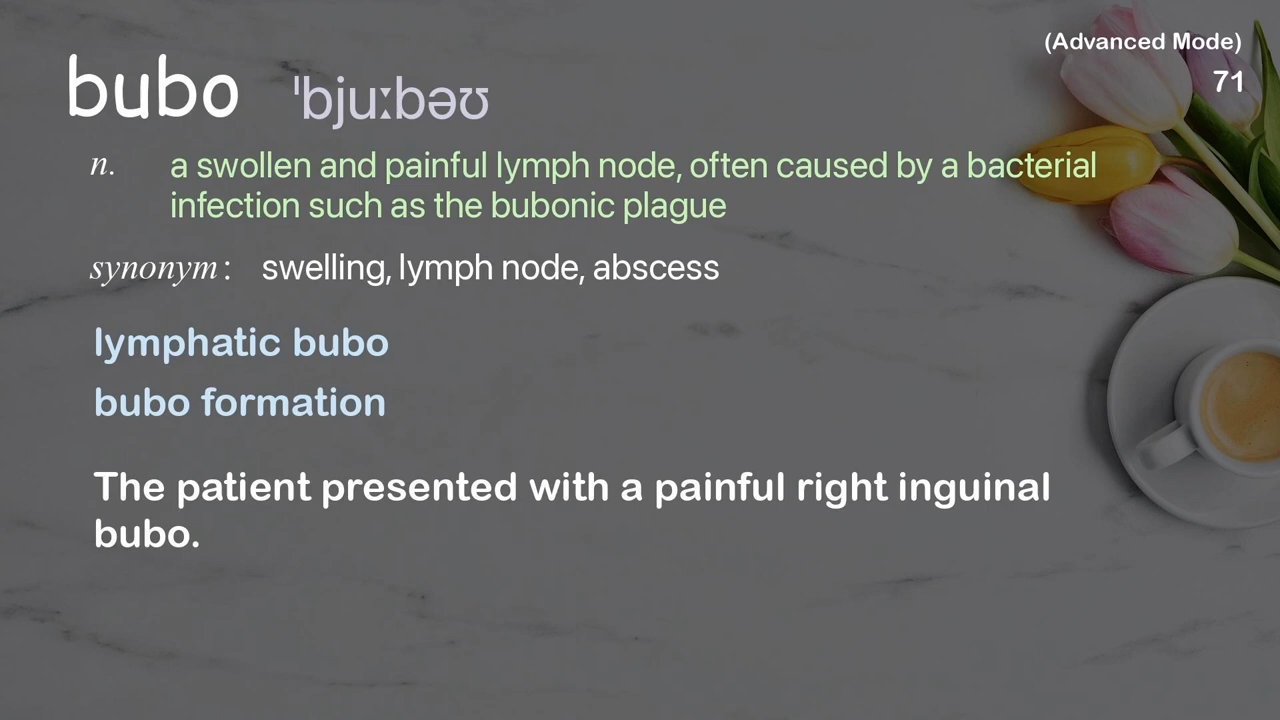 (Advanced Mode)
71
bubo ˈbjuːbəʊ
n. a swollen and painful lymph node, often caused by a bacterial
infection such as the bubonic plague
synonym: swelling, lymph node, abscess
lymphatic bubo
bubo formation
The patient presented with a painful right inguinal
bubo.